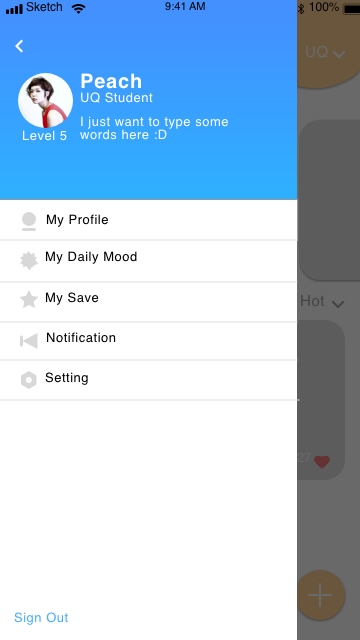 Sketch 9:41 AM 100%
UQ
Peach
UQ Student
I just want to type some
words here :D
Level 5
My Profile
My Daily Mood
My Save
Hot
Notification
Setting
27
Sign Out